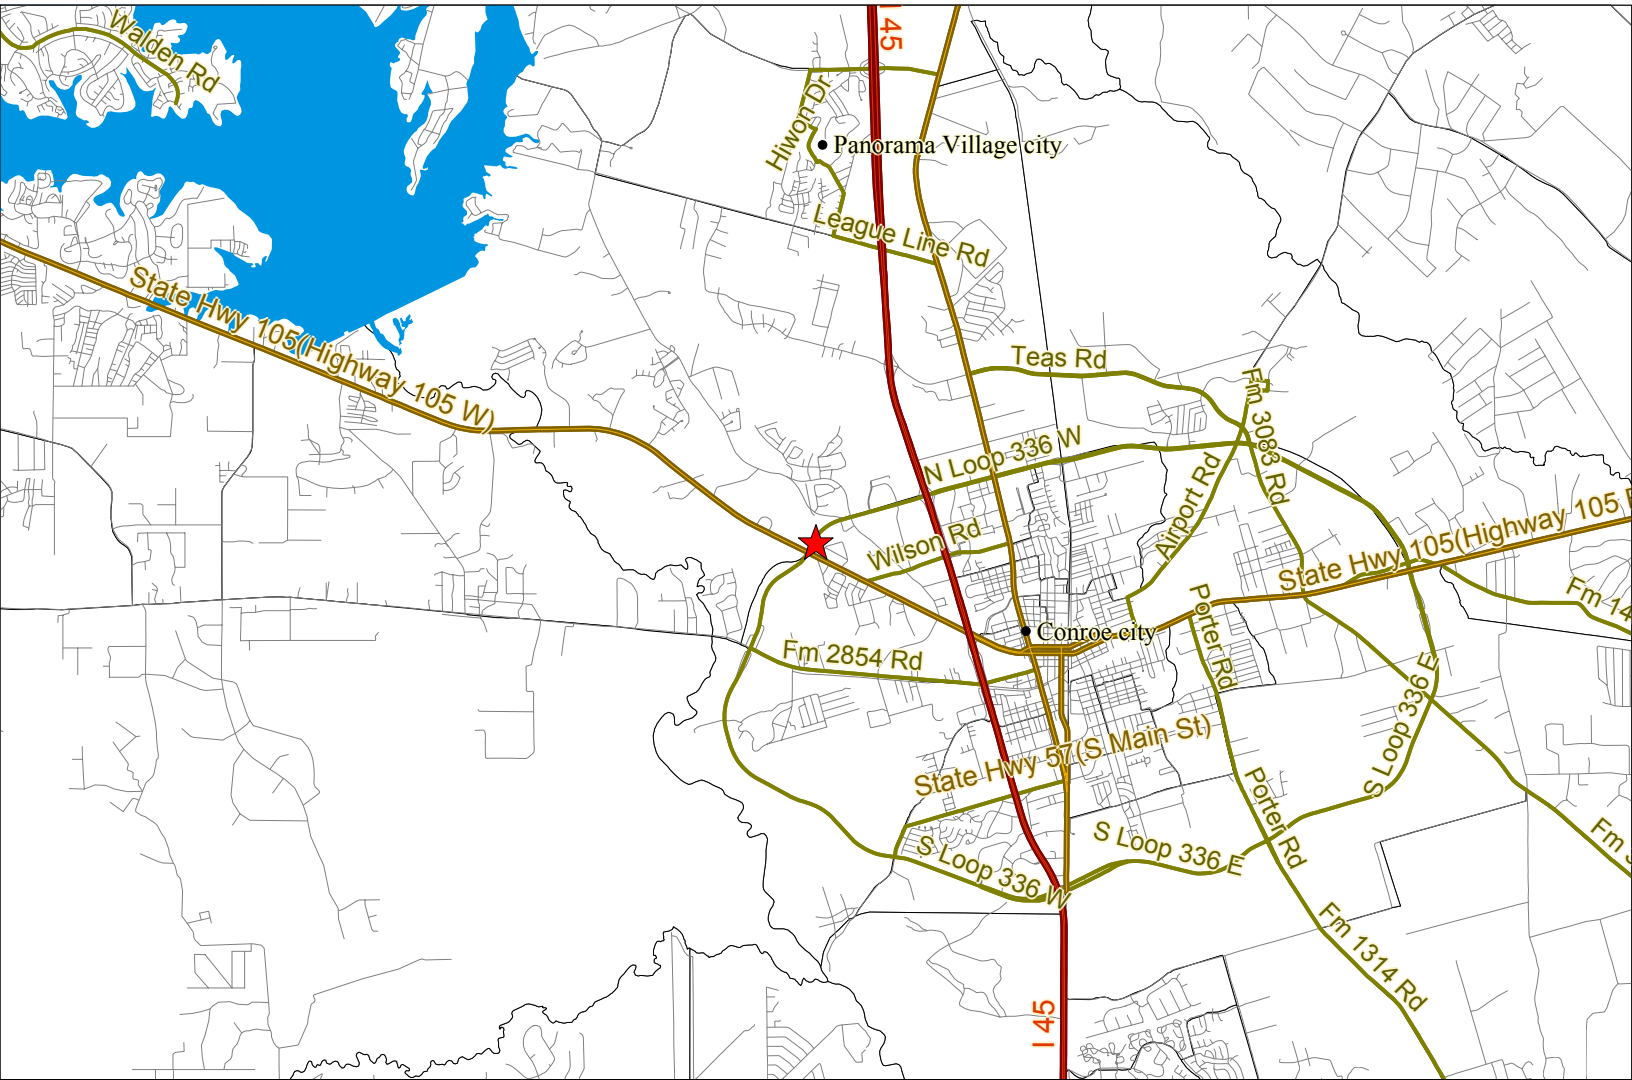 Walden Rd
I 45
Hiwon Dr
Panorama Village city
League Line Rd
State Hwy 105(Highway 105 W)
Teas Rd
Fm 3083 Rd
N Loop 336 W
Airport Rd
Wilson Rd
State Hwy 105(Highway 105 E
Fm 14
Porter Rd
Conroe city
Fm 2854 Rd
S Loop 336 E
State Hwy 57(S Main St)
Porter Rd
S Loop 336 W
S Loop 336 E
Fm 3
Fm 1314 Rd
I 45